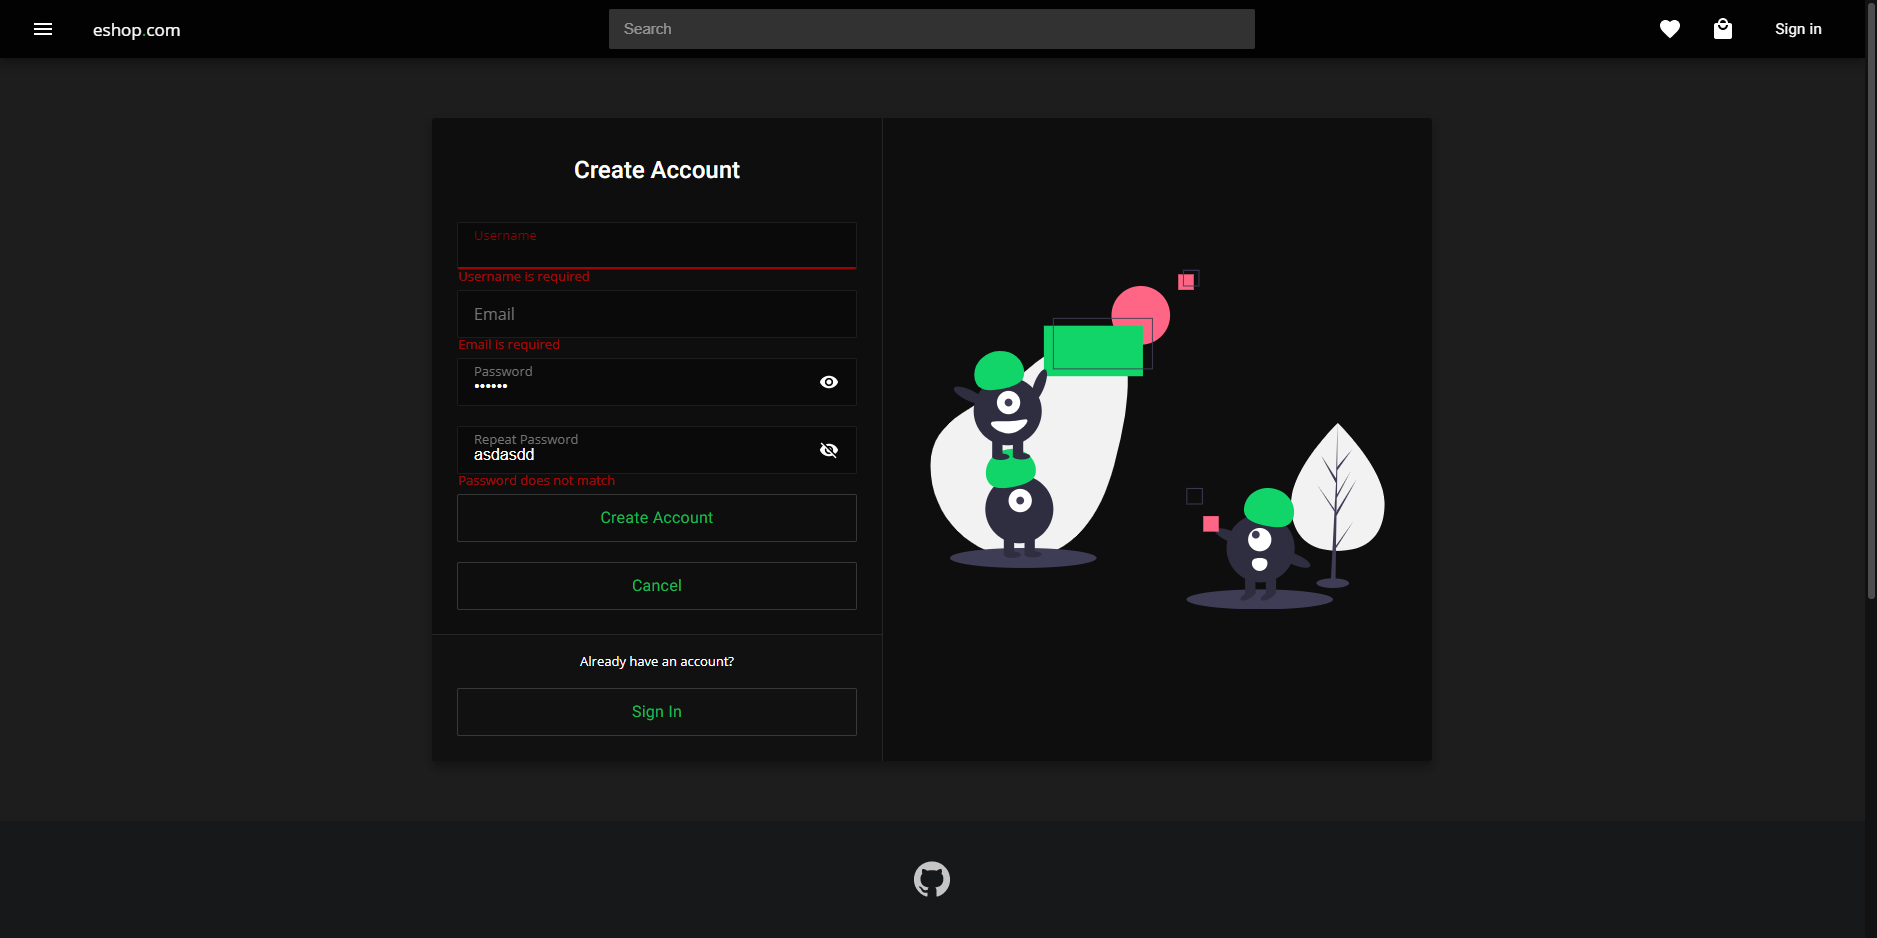 eshop.com
Search
Sign in
Create Account
Username
Username is required
Email
Email is required
Password
••••••
Repeat Password
asdasdd
Password does not match
Create Account
Cancel
Already have an account?
Sign In